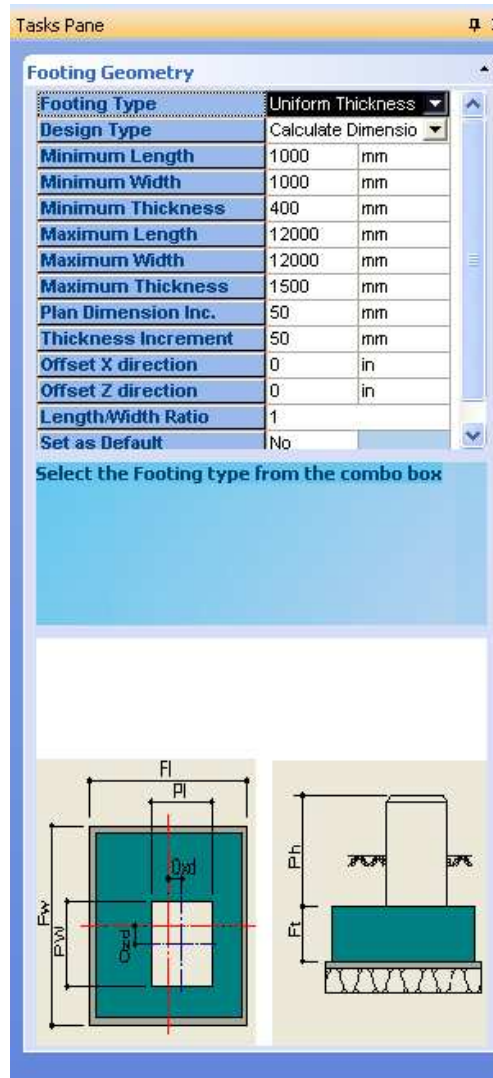 Tasks Pane
Footing Geometry
Footing Type Uniform Thickness
Design Type Calculate Dimensio
Minimum Length 1000 mm
Minimum Width 1000 mm
Minimum Thickness 400 mm
Maximum Length 12000 mm
Maximum Width 12000 mm
Maximum Thickness 1500 mm
Plan Dimension Inc. 50 mm
Thickness Increment 50 mm
Offset X direction 0 in
Offset Z direction 0 in
Length/Width Ratio 1
Set as Default No
Select the Footing type from the combo box
Fl
Pl
Oxd
Ph
Fw
PW
Ozd
Ft